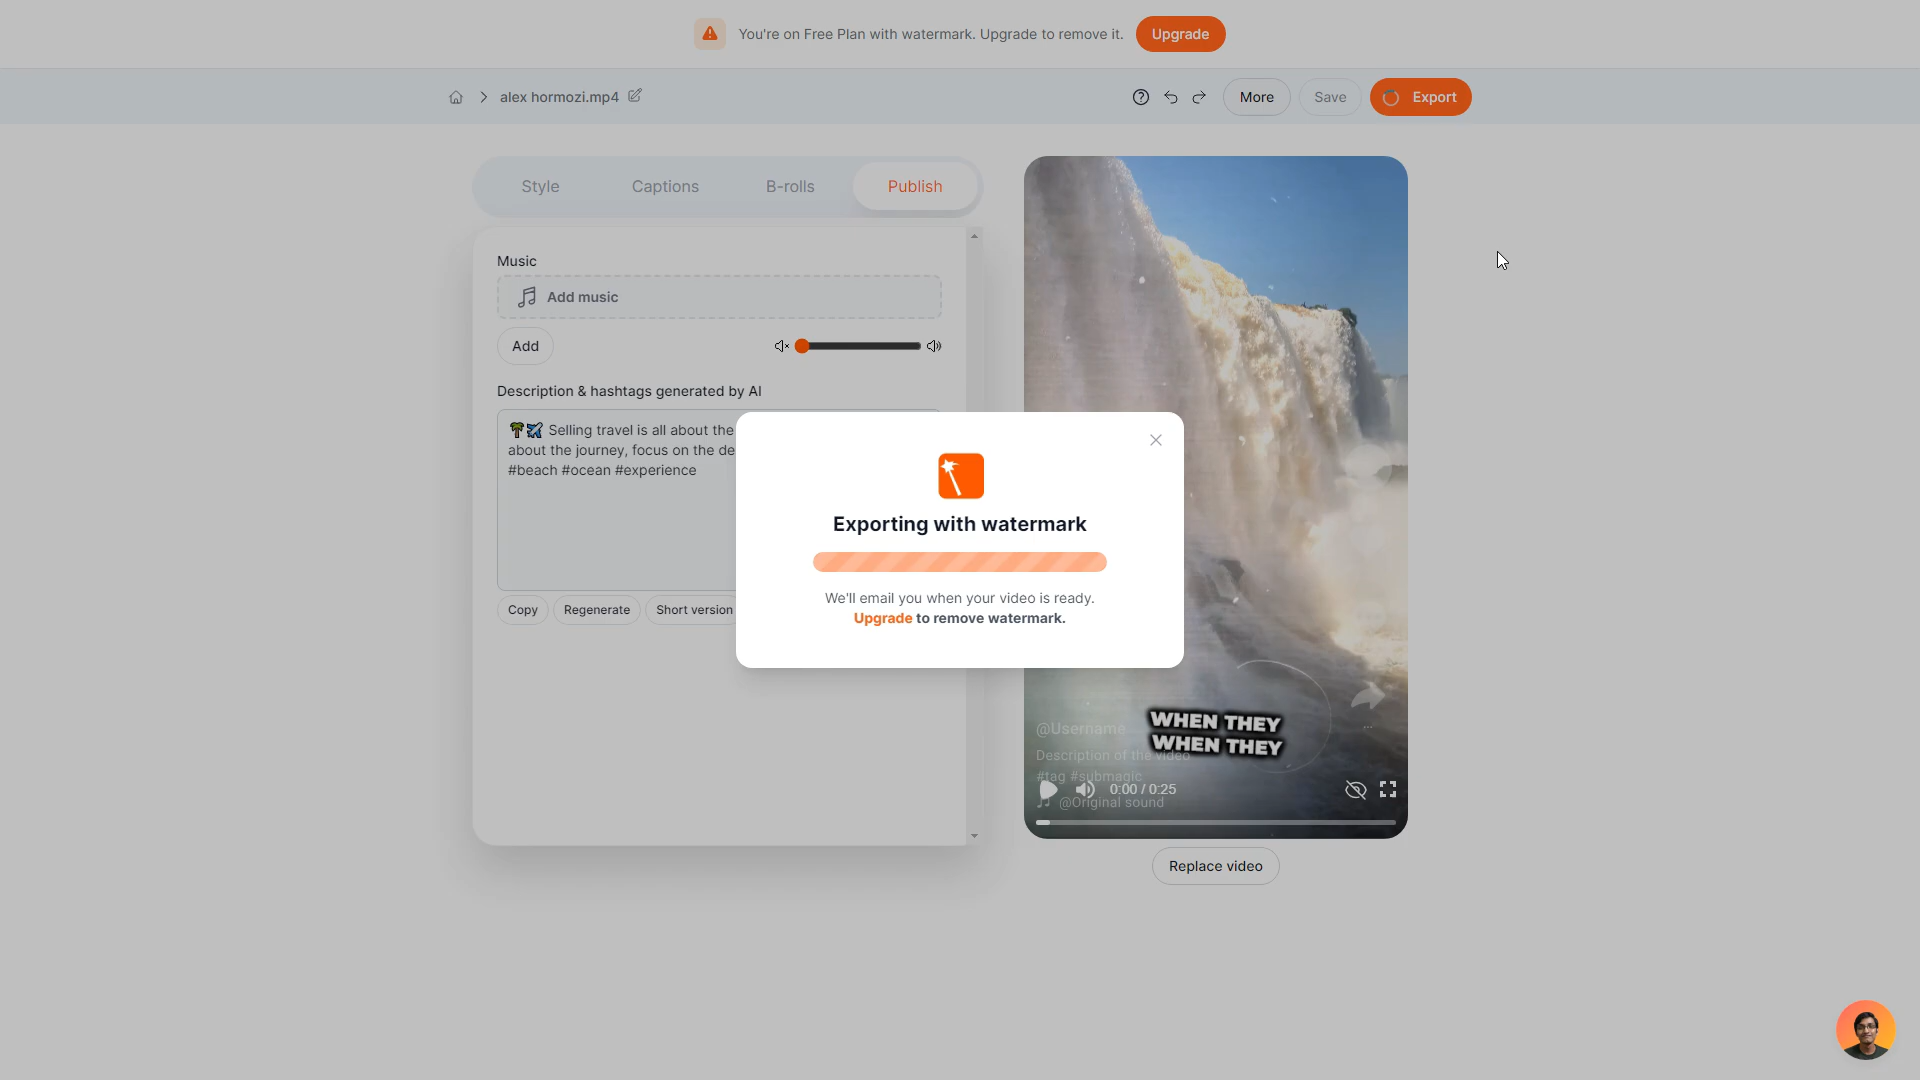 You're on Free Plan with watermark. Upgrade to remove it.
Upgrade
alex hormozi.mp4
More
Save
Export
Style
Captions
B-rolls
Publish
Music
Add music
Add
Description & hashtags generated by AI
🌴✈️ Selling travel is all about the
about the journey, focus on the de
#beach #ocean #experience
Copy
Regenerate
Short version
Exporting with watermark
We'll email you when your video is ready.
Upgrade to remove watermark.
WHEN THEY
WHEN THEY
@Username
Description of the video
#tag #submagic
0:00 / 0:25
@Original sound
Replace video